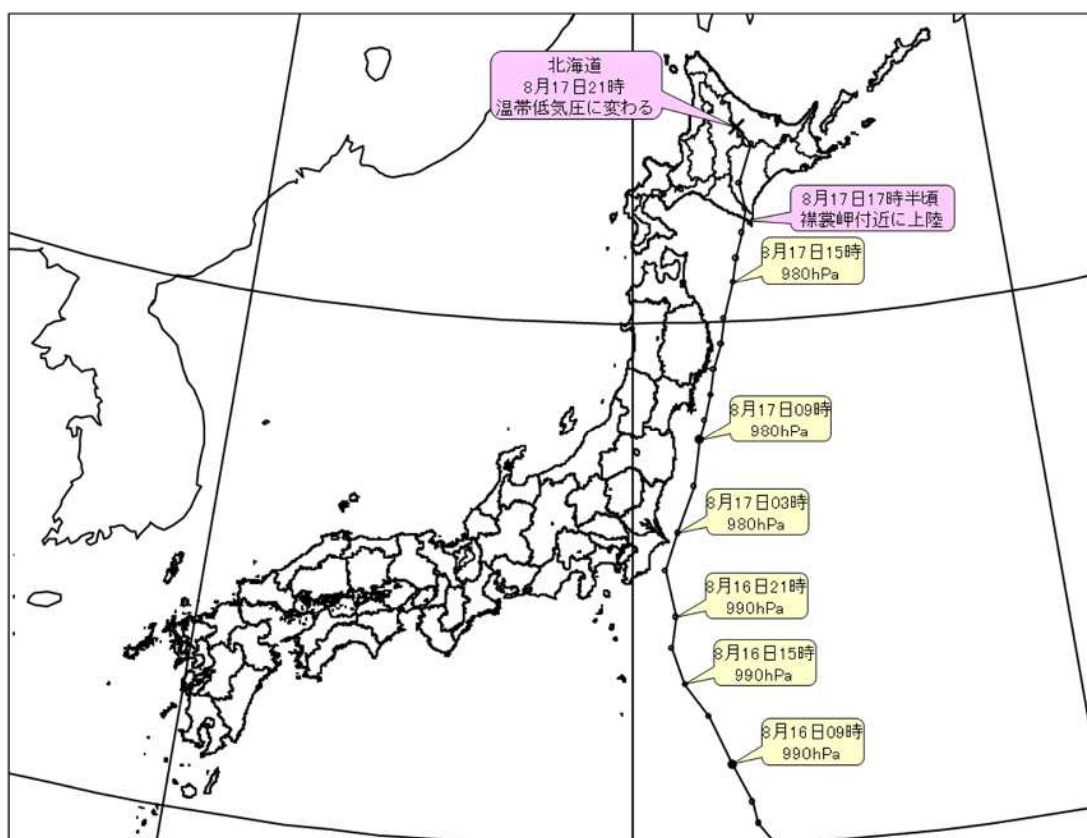 北海道
8月17日21時
温帯低気圧に変わる
8月17日17時半頃
襟裳岬付近に上陸
8月17日15時
980hPa
8月17日09時
980hPa
8月17日03時
980hPa
8月16日21時
990hPa
8月16日15時
990hPa
8月16日09時
990hPa